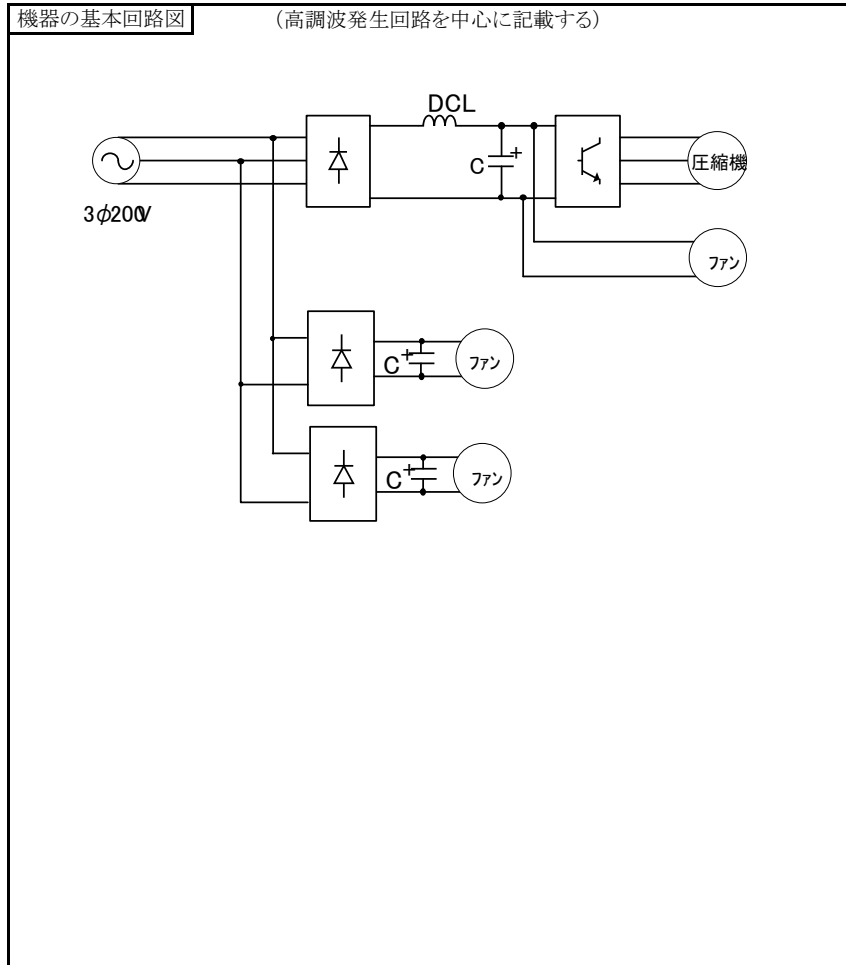 機器の基本回路図 (高調波発生回路を中心に記載する)
DCL
C +
圧縮機
3φ200V
ファン
C + ファン
C + ファン